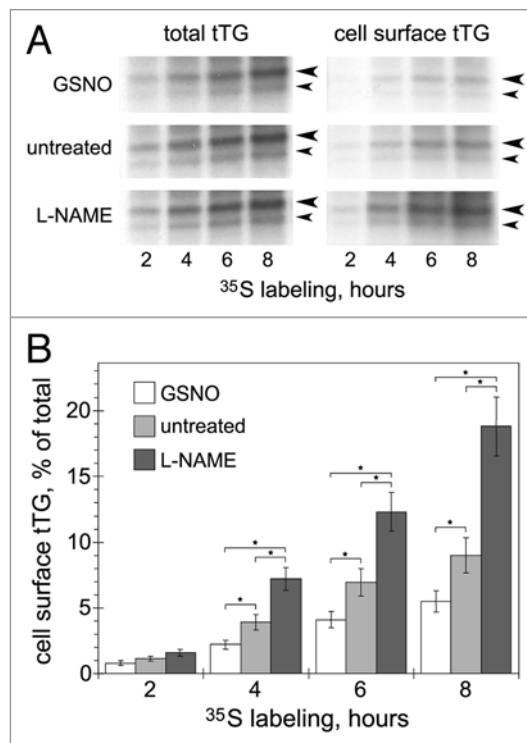 A
total tTG cell surface tTG
GSNO
untreated
L-NAME
2 4 6 8 2 4 6 8
³⁵S labeling, hours
B
cell surface tTG, % of total
20
15
10
5
0
GSNO
untreated
L-NAME
* * * * * * * * *
2 4 6 8
³⁵S labeling, hours